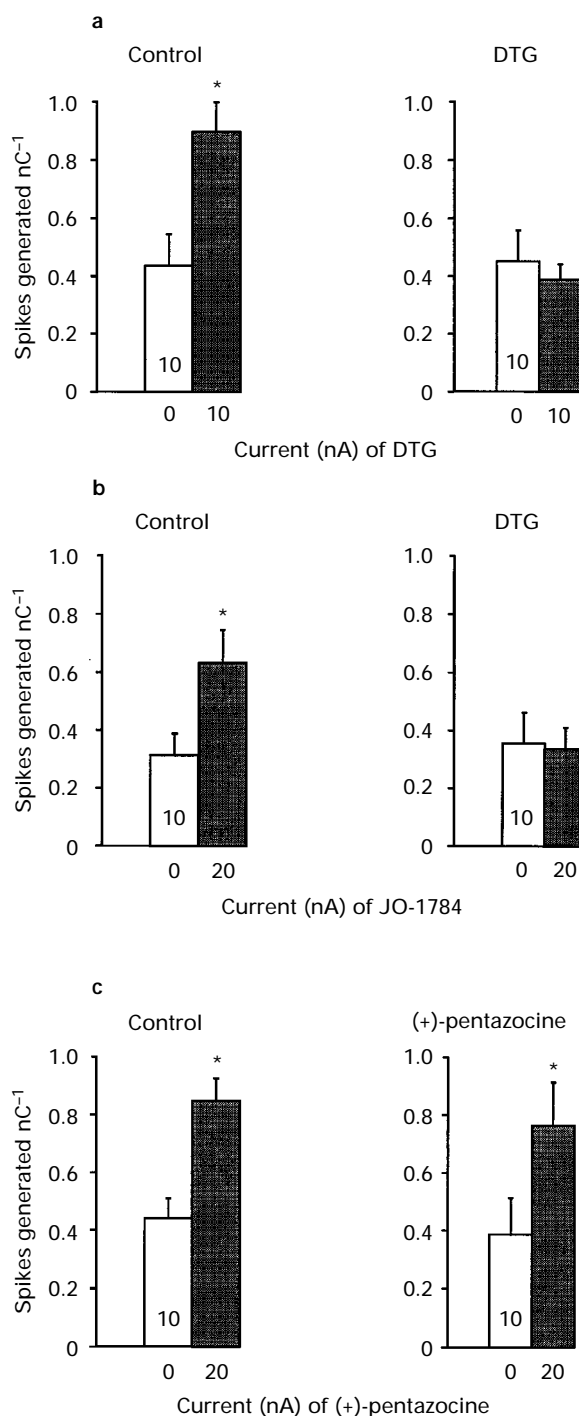 a
Control DTG
*
Spikes generated nC⁻¹
1.0 1.0
0.8 0.8
0.6 0.6
0.4 0.4
0.2 0.2
0 0
10 10
0 10 0 10
Current (nA) of DTG
b
Control DTG
*
Spikes generated nC⁻¹
1.0 1.0
0.8 0.8
0.6 0.6
0.4 0.4
0.2 0.2
0 0
10 10
0 20 0 20
Current (nA) of JO-1784
c
Control (+)-pentazocine
* *
Spikes generated nC⁻¹
1.0 1.0
0.8 0.8
0.6 0.6
0.4 0.4
0.2 0.2
0 0
10 10
0 20 0 20
Current (nA) of (+)-pentazocine